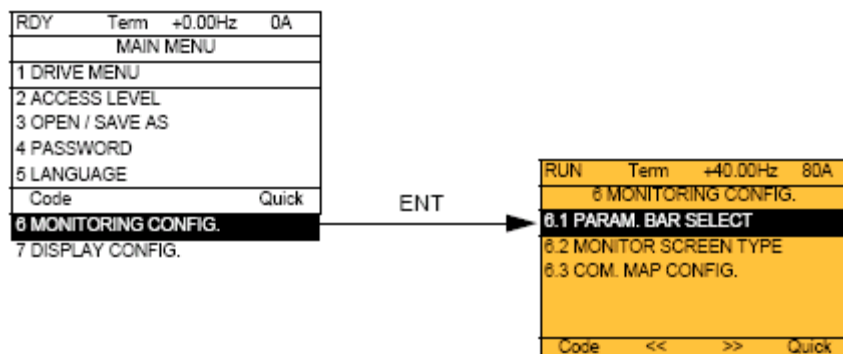 RDY Term +0.00Hz 0A
MAIN MENU
1 DRIVE MENU
2 ACCESS LEVEL
3 OPEN / SAVE AS
4 PASSWORD
5 LANGUAGE
Code Quick
6 MONITORING CONFIG.
7 DISPLAY CONFIG.
ENT
RUN Term +40.00Hz 80A
6 MONITORING CONFIG.
6.1 PARAM. BAR SELECT
6.2 MONITOR SCREEN TYPE
6.3 COM. MAP CONFIG.
Code << >> Quick